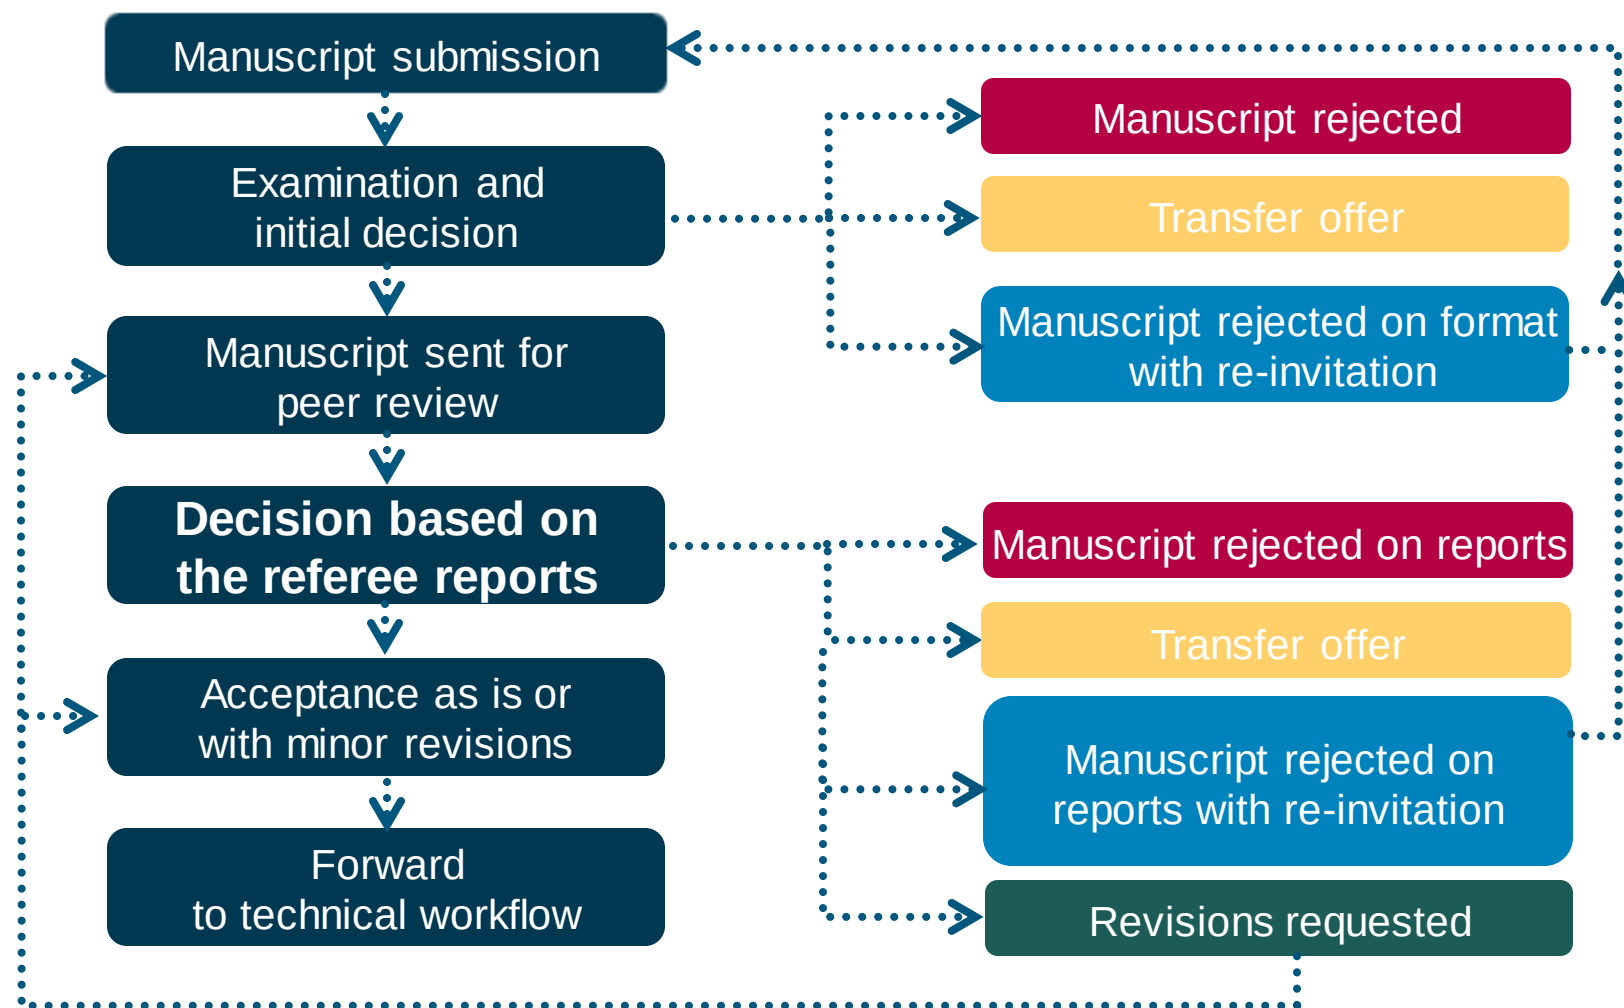 Manuscript submission
Examination and
initial decision
Manuscript sent for
peer review
Decision based on
the referee reports
Acceptance as is or
with minor revisions
Forward
to technical workflow
Manuscript rejected
Transfer offer
Manuscript rejected on format
with re-invitation
Manuscript rejected on reports
Transfer offer
Manuscript rejected on
reports with re-invitation
Revisions requested